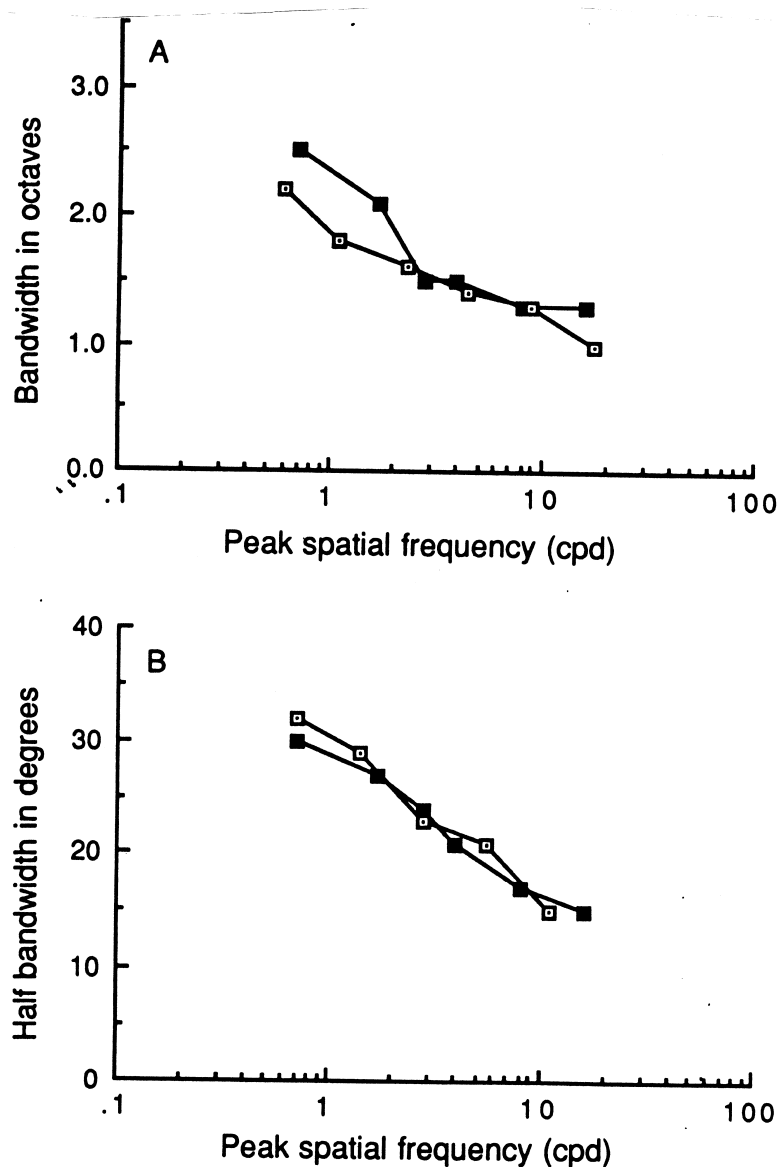 A
3.0
2.0
1.0
0.0
Bandwidth in octaves
.1 1 10 100
Peak spatial frequency (cpd)
B
40
30
20
10
0
Half bandwidth in degrees
.1 1 10 100
Peak spatial frequency (cpd)